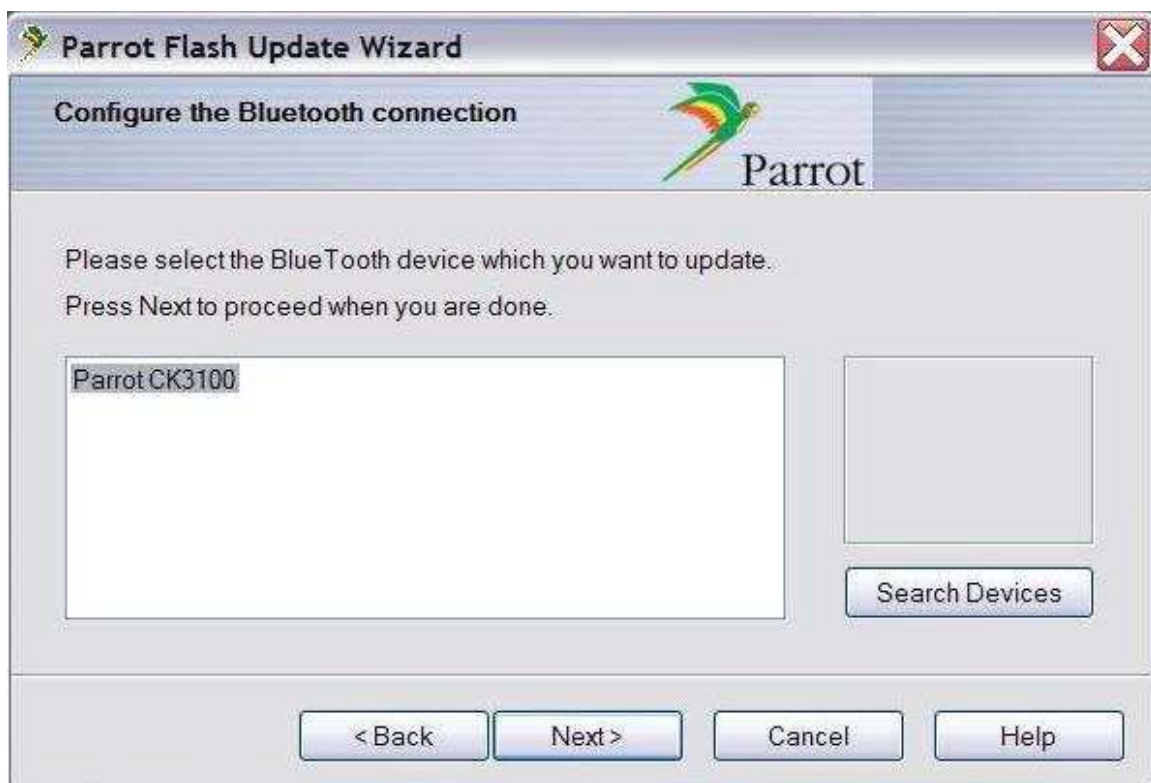 Parrot Flash Update Wizard
Configure the Bluetooth connection
Parrot
Please select the BlueTooth device which you want to update.
Press Next to proceed when you are done.
Parrot CK3100
Search Devices
< Back
Next >
Cancel
Help